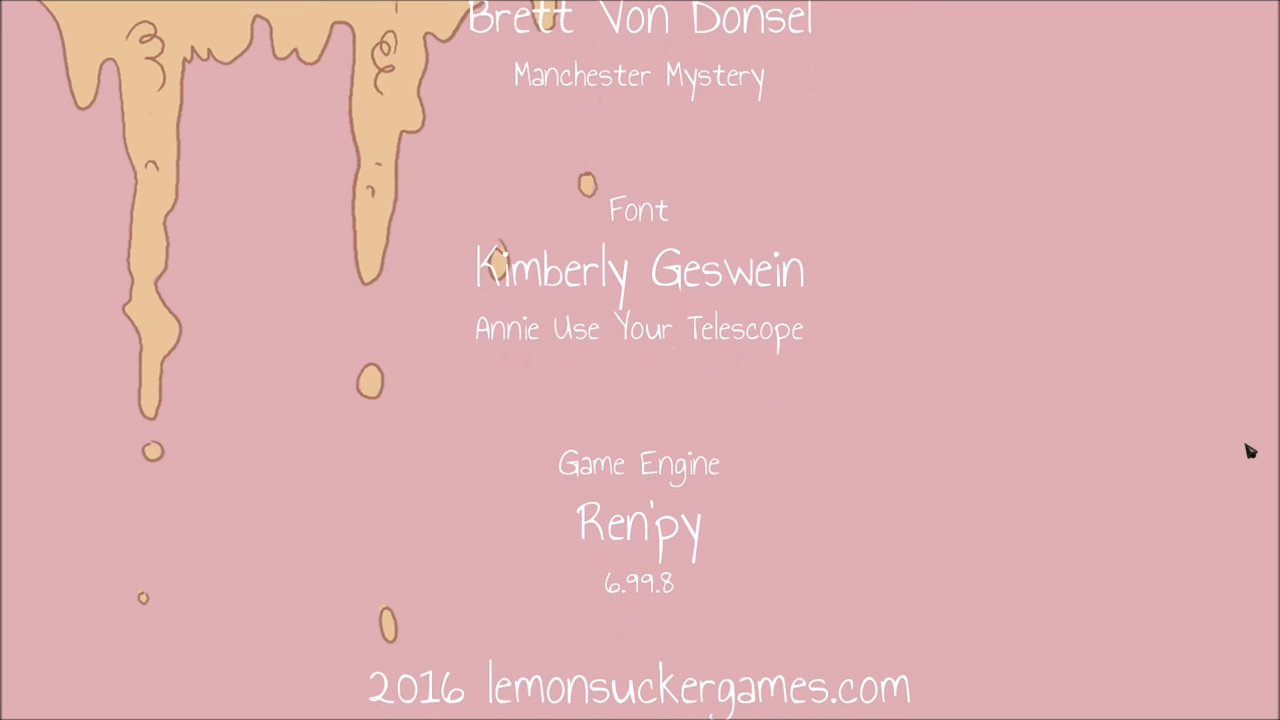 Brett Von Donsel
Manchester Mystery
Font
Kimberly Geswein
Annie Use Your Telescope
Game Engine
Ren'py
6.99.8
2016 lemonsuckergames.com